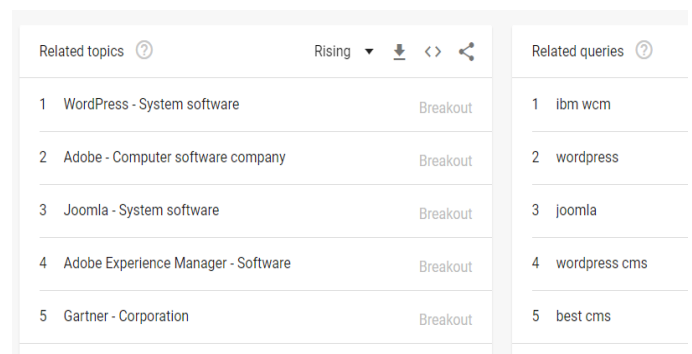 Related topics
Rising
1 WordPress - System software Breakout
2 Adobe - Computer software company Breakout
3 Joomla - System software Breakout
4 Adobe Experience Manager - Software Breakout
5 Gartner - Corporation Breakout
Related queries
1 ibm wcm
2 wordpress
3 joomla
4 wordpress cms
5 best cms